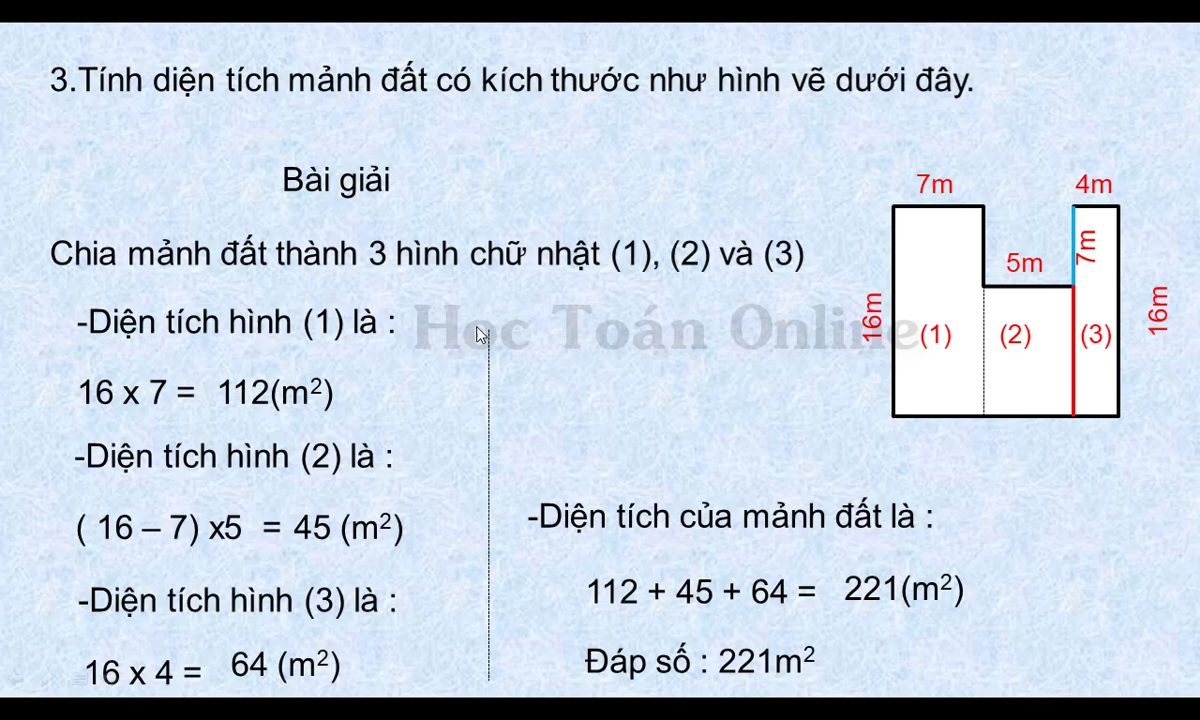 3.Tính diện tích mảnh đất có kích thước như hình vẽ dưới đây.
Bài giải
Chia mảnh đất thành 3 hình chữ nhật (1), (2) và (3)
-Diện tích hình (1) là :
16 x 7 = 112(m²)
-Diện tích hình (2) là :
( 16 – 7) x5 = 45 (m²)
-Diện tích hình (3) là :
16 x 4 = 64 (m²)
Học Toán Online
7m
4m
7m
5m
16m
16m
(1)
(2)
(3)
-Diện tích của mảnh đất là :
112 + 45 + 64 = 221(m²)
Đáp số : 221m²